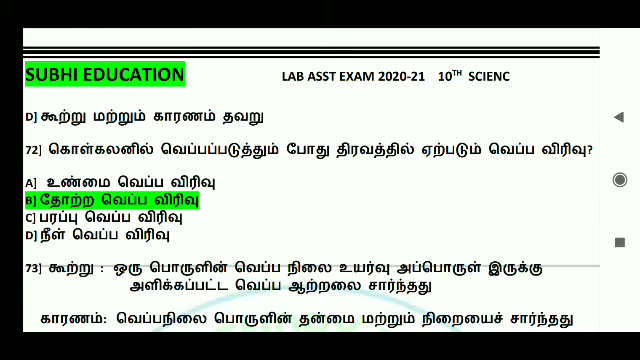 SUBHI EDUCATION LAB ASST EXAM 2020-21 10TH SCIENC
D] கூற்று மற்றும் காரணம் தவறு
72] கொள்கலனில் வெப்பப்படுத்தும் போது திரவத்தில் ஏற்படும் வெப்ப விரிவு?
A] உண்மை வெப்ப விரிவு
B] தோற்ற வெப்ப விரிவு
C] பரப்பு வெப்ப விரிவு
D] நீள் வெப்ப விரிவு
73] கூற்று : ஒரு பொருளின் வெப்ப நிலை உயர்வு அப்பொருள் இருக்கு
அளிக்கப்பட்ட வெப்ப ஆற்றலை சார்ந்தது
காரணம்: வெப்பநிலை பொருளின் தன்மை மற்றும் நிறையைச் சார்ந்தது